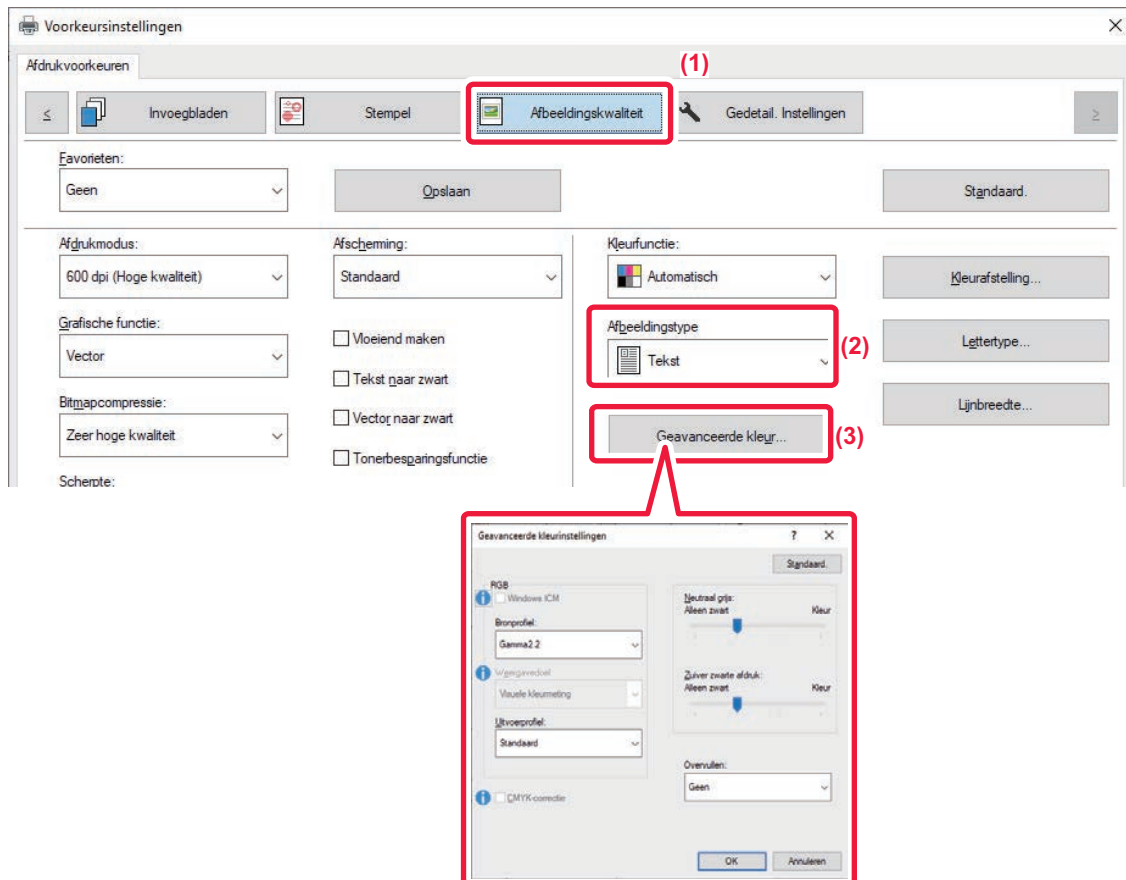 Voorkeursinstellingen
Afdrukvoorkeuren
(1)
< Invoegbladen Stempel Afbeeldingskwaliteit Gedetail. Instellingen >
Favorieten:
Geen Opslaan Standaard.
Afdrukmodus: Afscherming: Kleurfunctie:
600 dpi (Hoge kwaliteit) Standaard Automatisch Kleurafstelling...
Grafische functie: Afbeeldingstype
Vloeiend maken (2) Lettertype...
Vector Tekst
Tekst naar zwart
Bitmapcompressie: Lijnbreedte...
Vector naar zwart
Zeer hoge kwaliteit Geavanceerde kleur... (3)
Tonerbesparingsfunctie
Scherpte:
Geavanceerde kleurinstellingen ?
Standaard.
RGB
Windows ICM Neutraal grijs:
Alleen zwart Kleur
Bronprofiel:
Gamma2.2
Weergavedoel Zuiver zwarte afdruk:
Alleen zwart Kleur
Visuele kleurmeting
Uitvoerprofiel:
Standaard
Overvullen:
Geen
CMYK-correctie
OK Annuleren